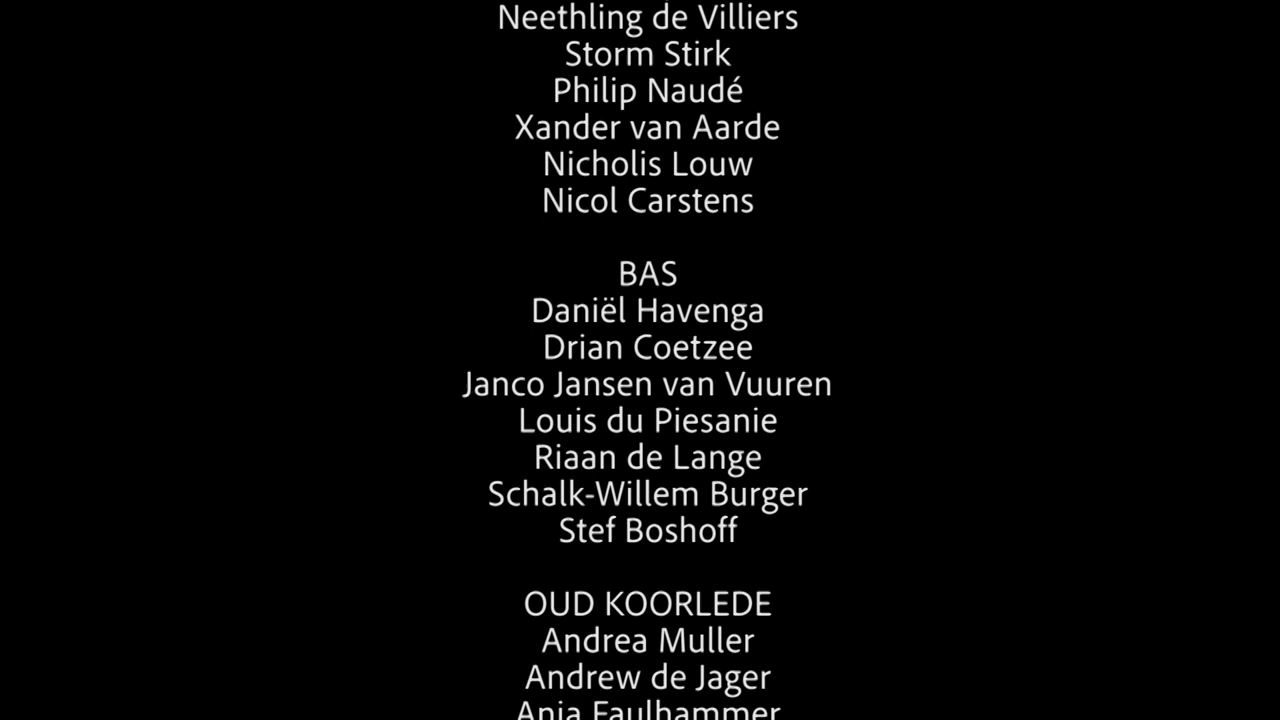 Neethling de Villiers
Storm Stirk
Philip Naudé
Xander van Aarde
Nicholis Louw
Nicol Carstens
BAS
Daniël Havenga
Drian Coetzee
Janco Jansen van Vuuren
Louis du Piesanie
Riaan de Lange
Schalk-Willem Burger
Stef Boshoff
OUD KOORLEDE
Andrea Muller
Andrew de Jager
Anja Faulhammer